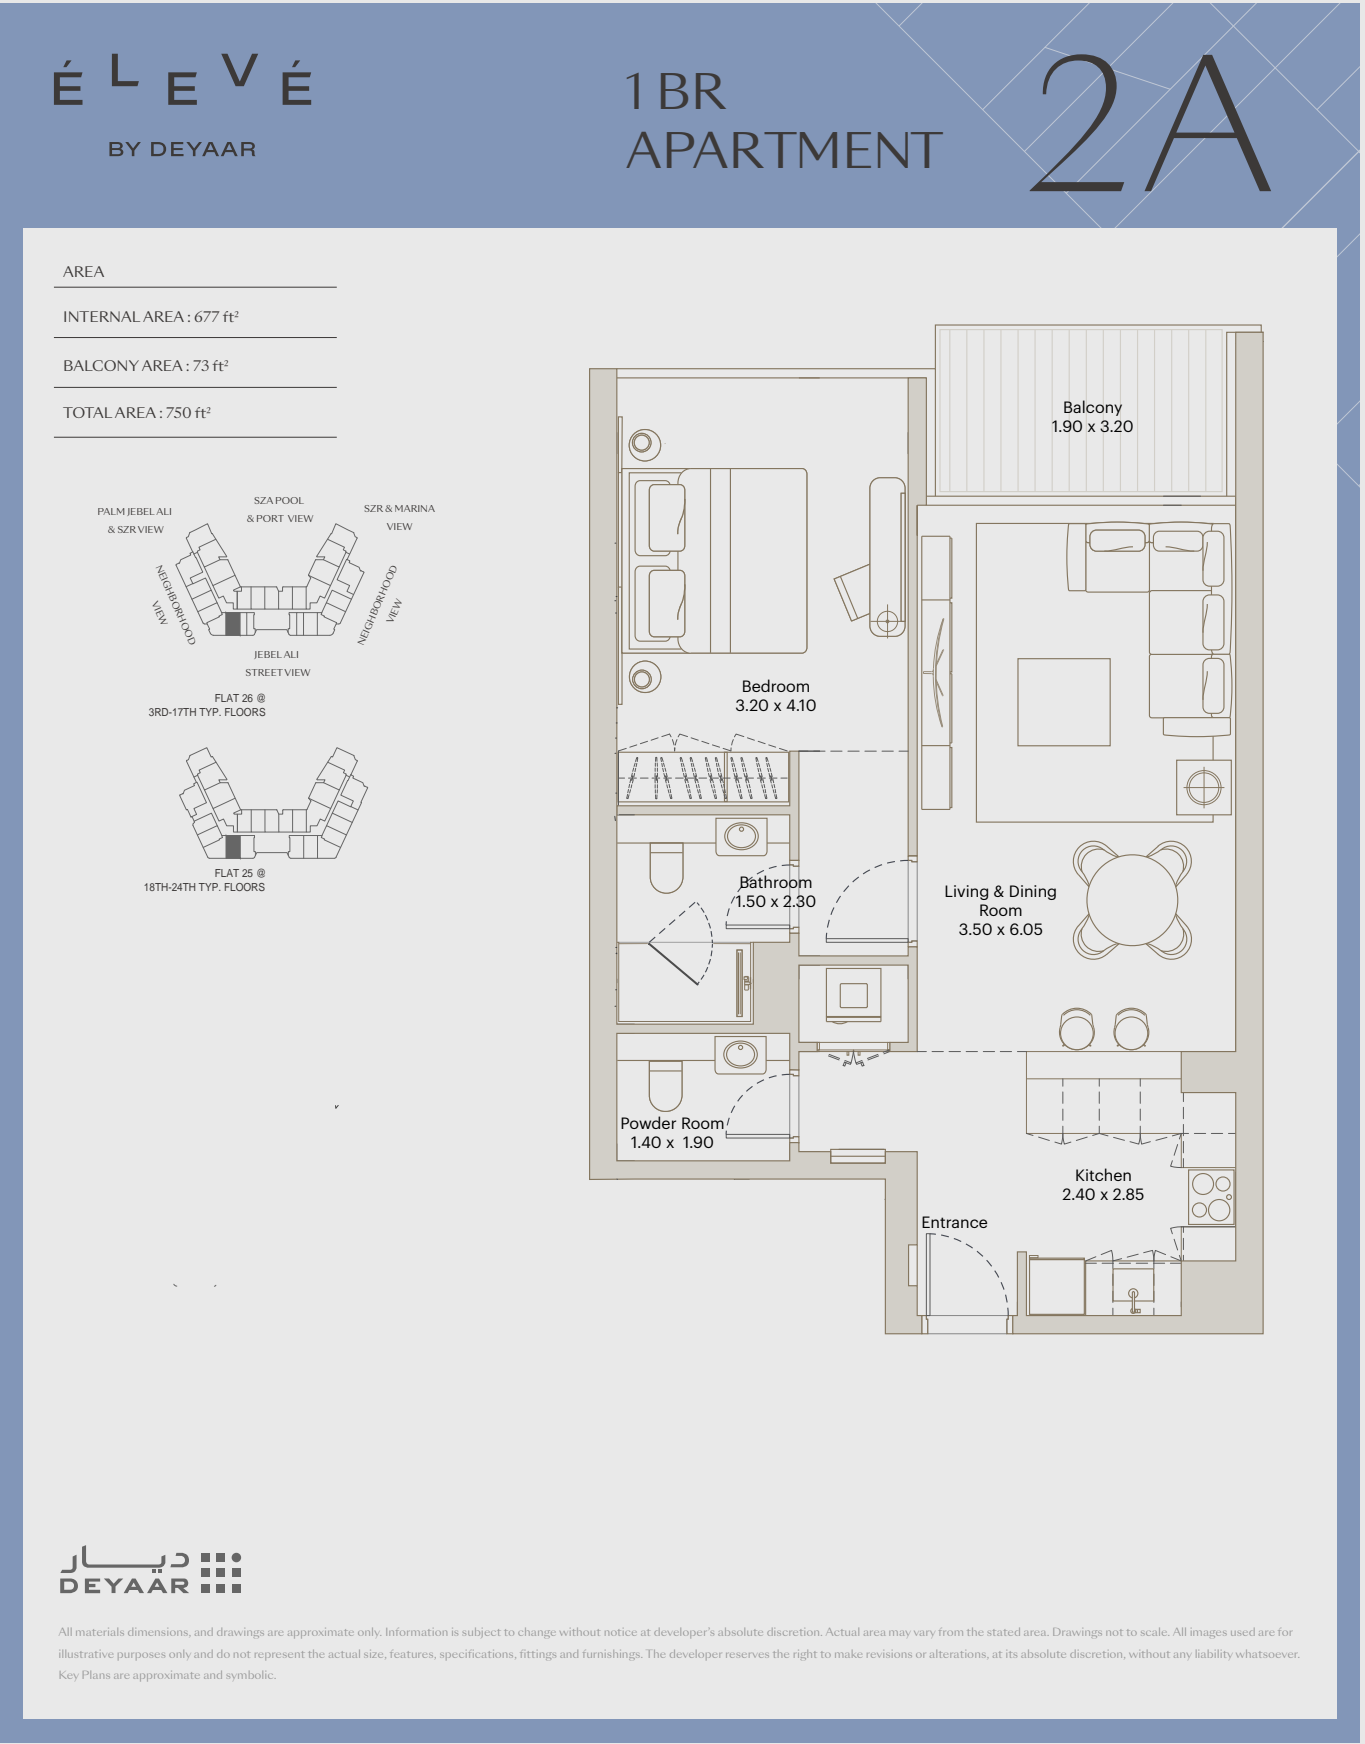 ÉLEVÉ
BY DEYAAR
1 BR
APARTMENT
2A
AREA
INTERNAL AREA : 677 ft²
BALCONY AREA : 73 ft²
TOTAL AREA : 750 ft²
PALM JEBEL ALI
& SZR VIEW
SZA POOL
& PORT VIEW
SZR & MARINA
VIEW
NEIGHBORHOOD
VIEW
NEIGHBORHOOD
VIEW
JEBEL ALI
STREET VIEW
FLAT 26 @
3RD-17TH TYP. FLOORS
FLAT 25 @
18TH-24TH TYP. FLOORS
Balcony
1.90 x 3.20
Bedroom
3.20 x 4.10
Bathroom
1.50 x 2.30
Living & Dining
Room
3.50 x 6.05
Powder Room
1.40 x 1.90
Kitchen
2.40 x 2.85
Entrance
ديار
DEYAAR
All materials dimensions, and drawings are approximate only. Information is subject to change without notice at developer's absolute discretion. Actual area may vary from the stated area. Drawings not to scale. All images used are for
illustrative purposes only and do not represent the actual size, features, specifications, fittings and furnishings. The developer reserves the right to make revisions or alterations, at its absolute discretion, without any liability whatsoever.
Key Plans are approximate and symbolic.